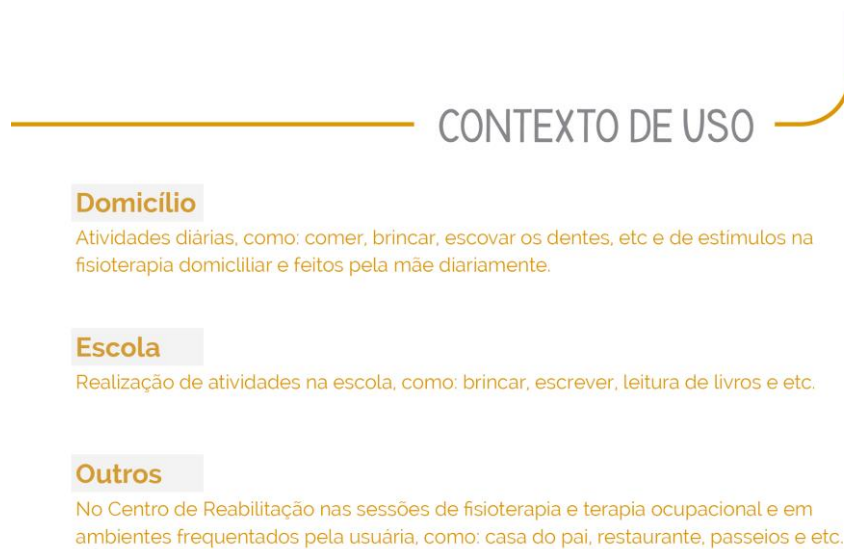 CONTEXTO DE USO
Domicílio
Atividades diárias, como: comer, brincar, escovar os dentes, etc e de estímulos na
fisioterapia domicliliar e feitos pela mãe diariamente.
Escola
Realização de atividades na escola, como: brincar, escrever, leitura de livros e etc.
Outros
No Centro de Reabilitação nas sessões de fisioterapia e terapia ocupacional e em
ambientes frequentados pela usuária, como: casa do pai, restaurante, passeios e etc.